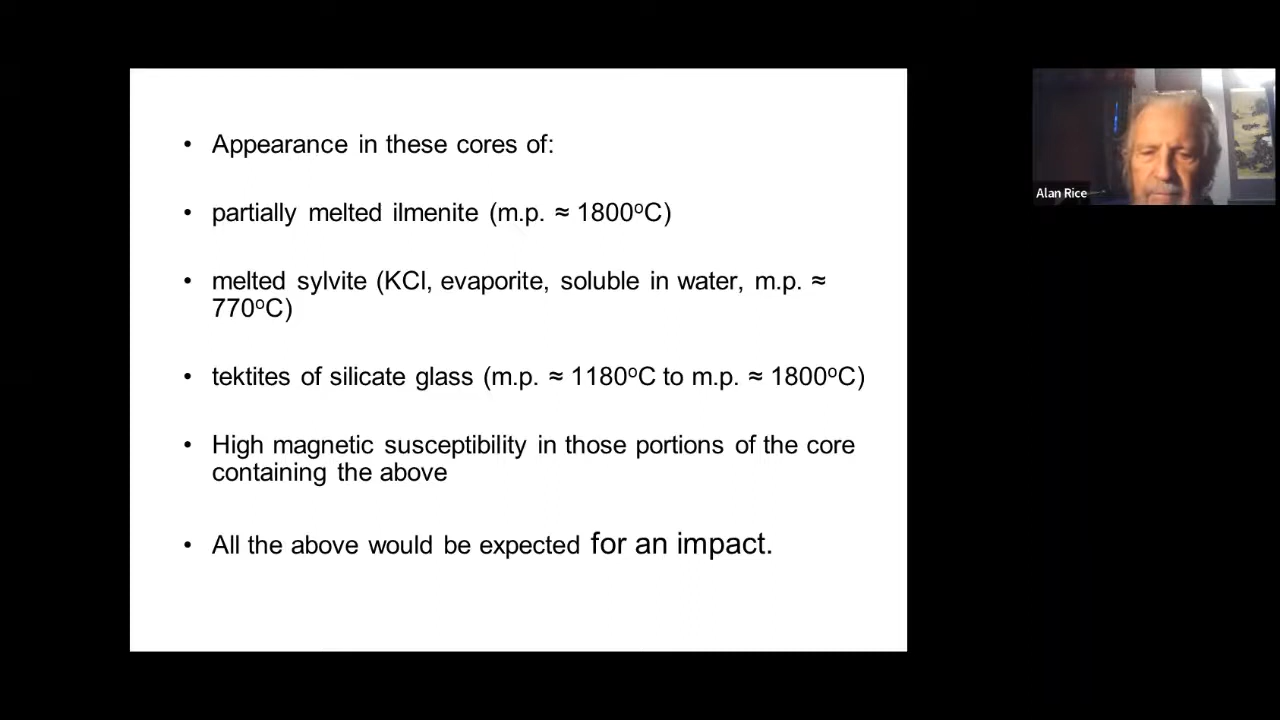 • Appearance in these cores of:
• partially melted ilmenite (m.p. ≈ 1800ºC)
• melted sylvite (KCl, evaporite, soluble in water, m.p. ≈
770ºC)
• tektites of silicate glass (m.p. ≈ 1180ºC to m.p. ≈ 1800ºC)
• High magnetic susceptibility in those portions of the core
containing the above
• All the above would be expected for an impact.
Alan Rice